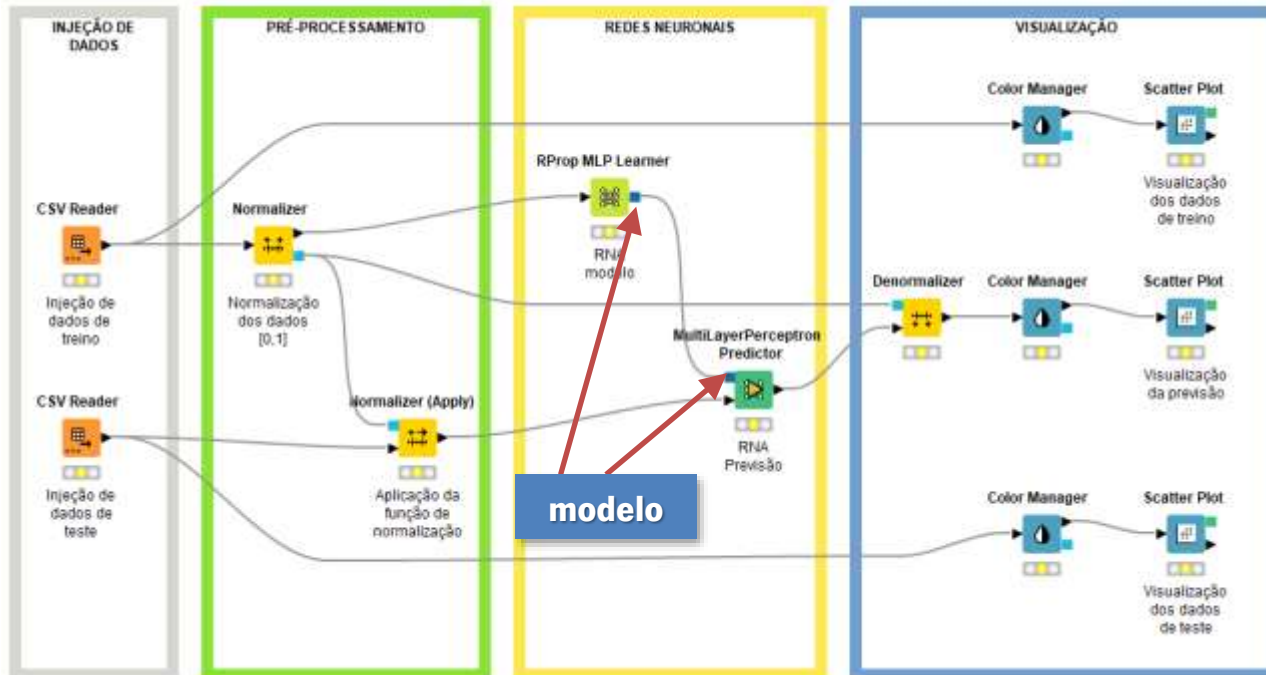 INJEÇÃO DE
DADOS
PRÉ-PROCESSAMENTO
REDES NEURONAIS
VISUALIZAÇÃO
Color Manager
Scatter Plot
Visualização
dos dados
de treino
RProp MLP Learner
RNA
modelo
CSV Reader
Injeção de
dados de
treino
Normalizer
Normalização
dos dados
[0,1]
Denormalizer
Color Manager
Scatter Plot
Visualização
da previsão
MultiLayerPerceptron
Predictor
RNA
Previsão
CSV Reader
Injeção de
dados de
teste
Normalizer (Apply)
Aplicação da
função de
normalização
modelo
Color Manager
Scatter Plot
Visualização
dos dados
de teste